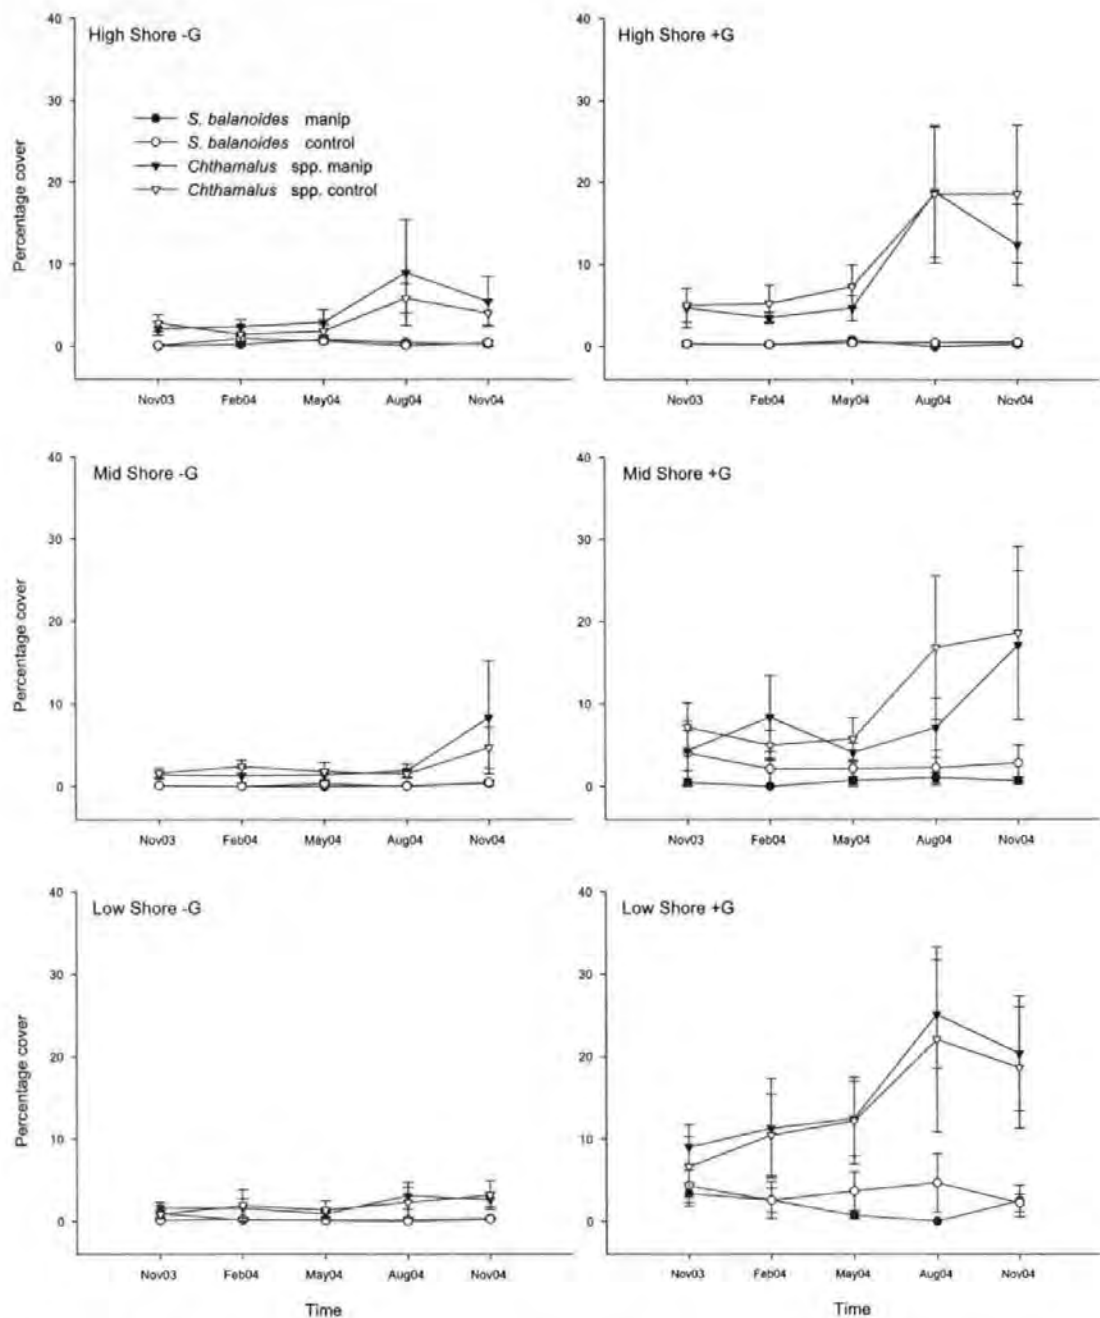 High Shore -G
40
30
20
10
0
Percentage cover
S. balanoides manip
S. balanoides control
Chthamalus spp. manip
Chthamalus spp. control
Nov03 Feb04 May04 Aug04 Nov04
High Shore +G
40
30
20
10
0
Nov03 Feb04 May04 Aug04 Nov04
Mid Shore -G
40
30
20
10
0
Percentage cover
Nov03 Feb04 May04 Aug04 Nov04
Mid Shore +G
40
30
20
10
0
Nov03 Feb04 May04 Aug04 Nov04
Low Shore -G
40
30
20
10
0
Percentage cover
Nov03 Feb04 May04 Aug04 Nov04
Time
Low Shore +G
40
30
20
10
0
Nov03 Feb04 May04 Aug04 Nov04
Time